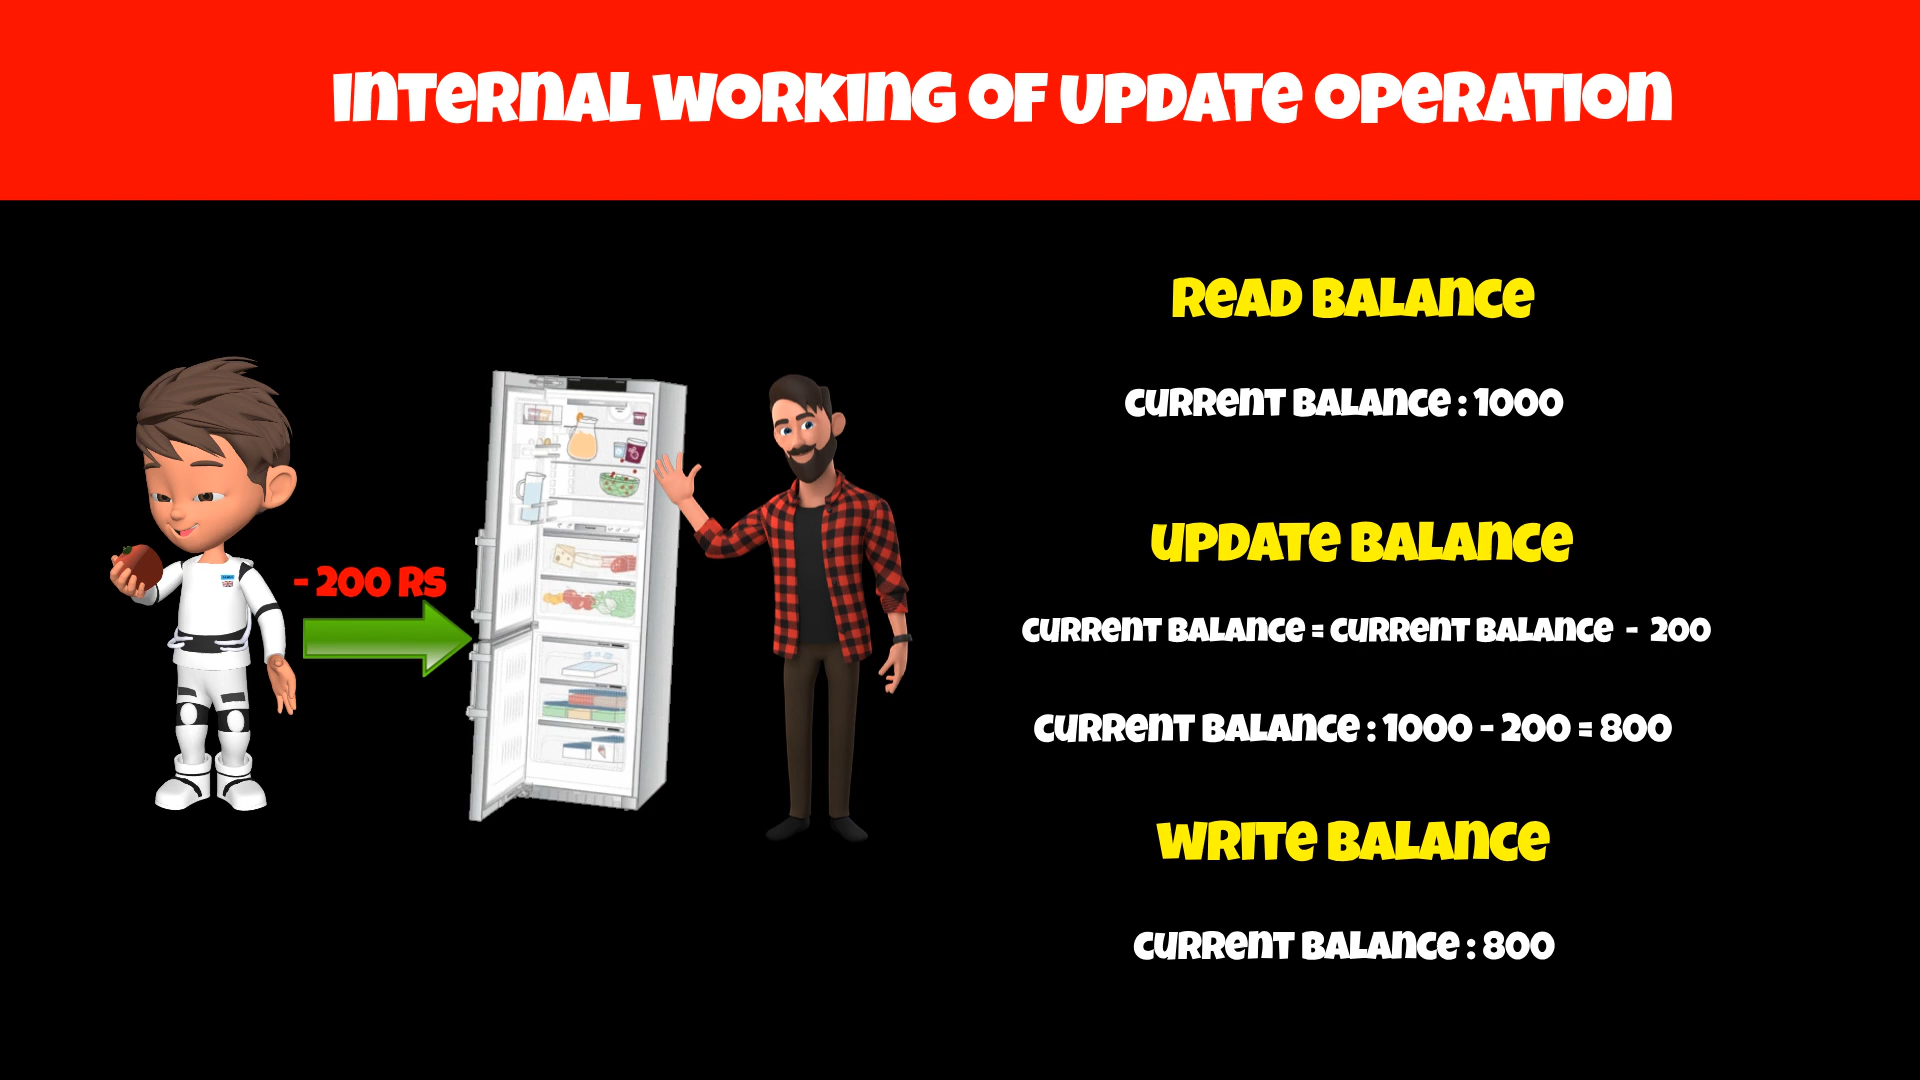 INTERNAL WORKING OF UPDATE OPERATION
READ BALANCE
CURRENT BALANCE : 1000
UPDATE BALANCE
- 200 RS
CURRENT BALANCE = CURRENT BALANCE - 200
CURRENT BALANCE : 1000 - 200 = 800
WRITE BALANCE
CURRENT BALANCE : 800